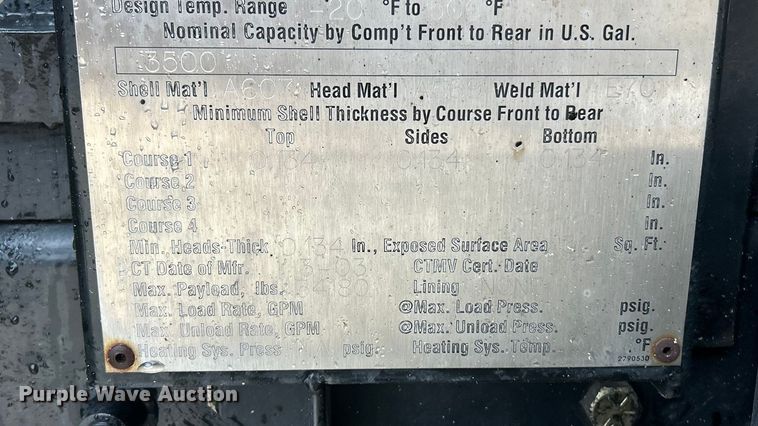 Design Temp. Range -20 °F to °F
Nominal Capacity by Comp't Front to Rear in U.S. Gal.
3500
Shell Mat'l Head Mat'l Weld Mat'l
Minimum Shell Thickness by Course Front to Rear
Top Sides Bottom
Course 1 0.134 0.134 0.134 In.
Course 2 In.
Course 3 In.
Course 4 In.
Min. Heads-Thick 0.134 In., Exposed Surface Area Sq. Ft.
CT Date of Mfr. CTMV Cert. Date
Max. Payload, lbs. Lining
Max. Load Rate, GPM @Max. Load Press. psig.
Max. Unload Rate, GPM @Max. Unload Press. psig.
Heating Sys. Press psig. Heating Sys. Temp. °F
2790530
Purple Wave Auction